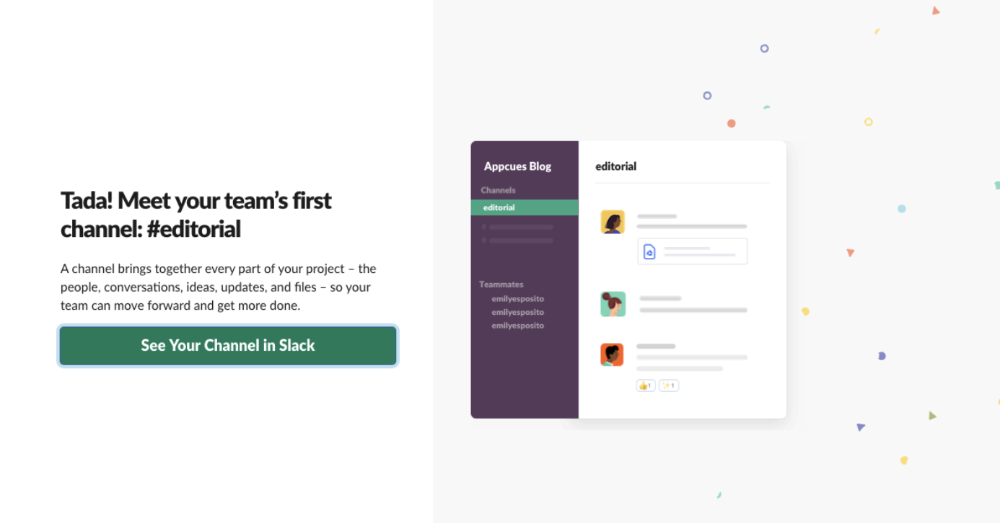 Tada! Meet your team’s first
channel: #editorial
A channel brings together every part of your project – the
people, conversations, ideas, updates, and files – so your
team can move forward and get more done.
See Your Channel in Slack
Appcues Blog
Channels
editorial
#
#
Teammates
emilyesposito
emilyesposito
emilyesposito
editorial
👍1 ✨1